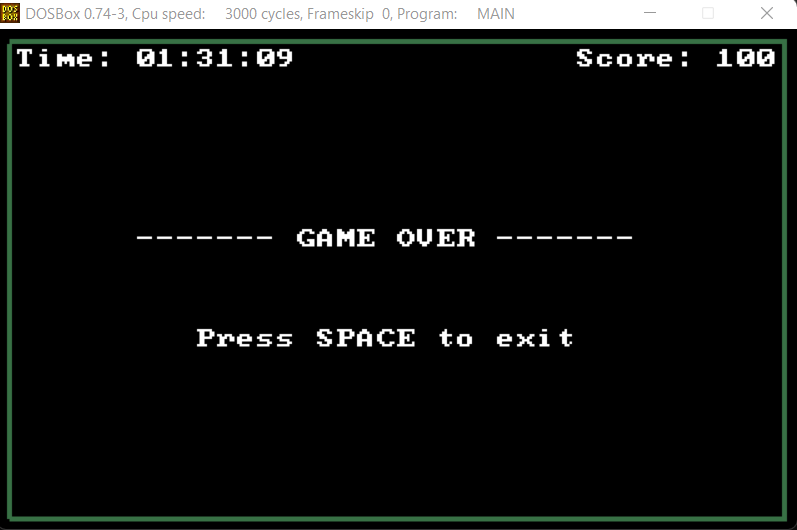 DOSBox 0.74-3, Cpu speed: 3000 cycles, Frameskip 0, Program: MAIN
Time: 01:31:09 Score: 100
------- GAME OVER -------
Press SPACE to exit